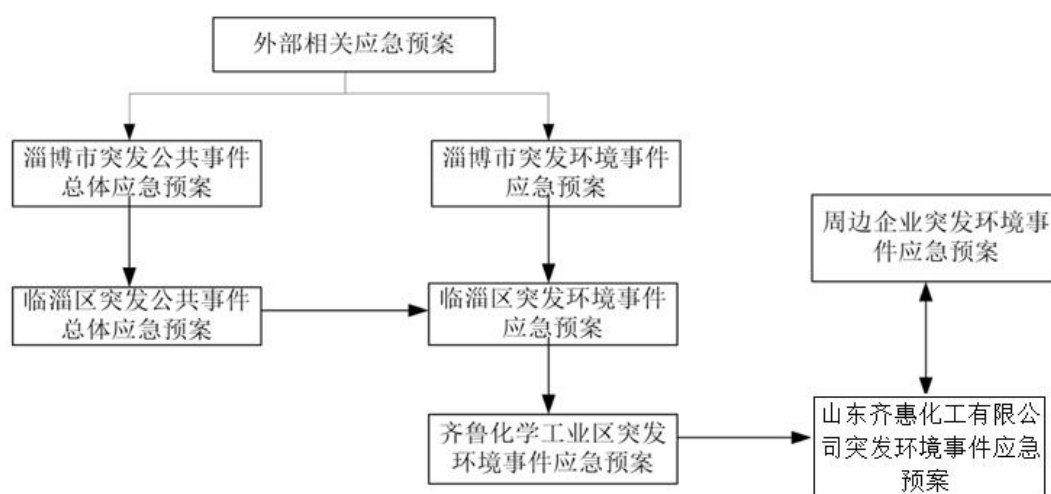 外部相关应急预案
淄博市突发公共事件
总体应急预案
淄博市突发环境事件
应急预案
周边企业突发环境事
件应急预案
临淄区突发公共事件
总体应急预案
临淄区突发环境事件
应急预案
齐鲁化学工业区突发
环境事件应急预案
山东齐惠化工有限公
司突发环境事件应急
预案